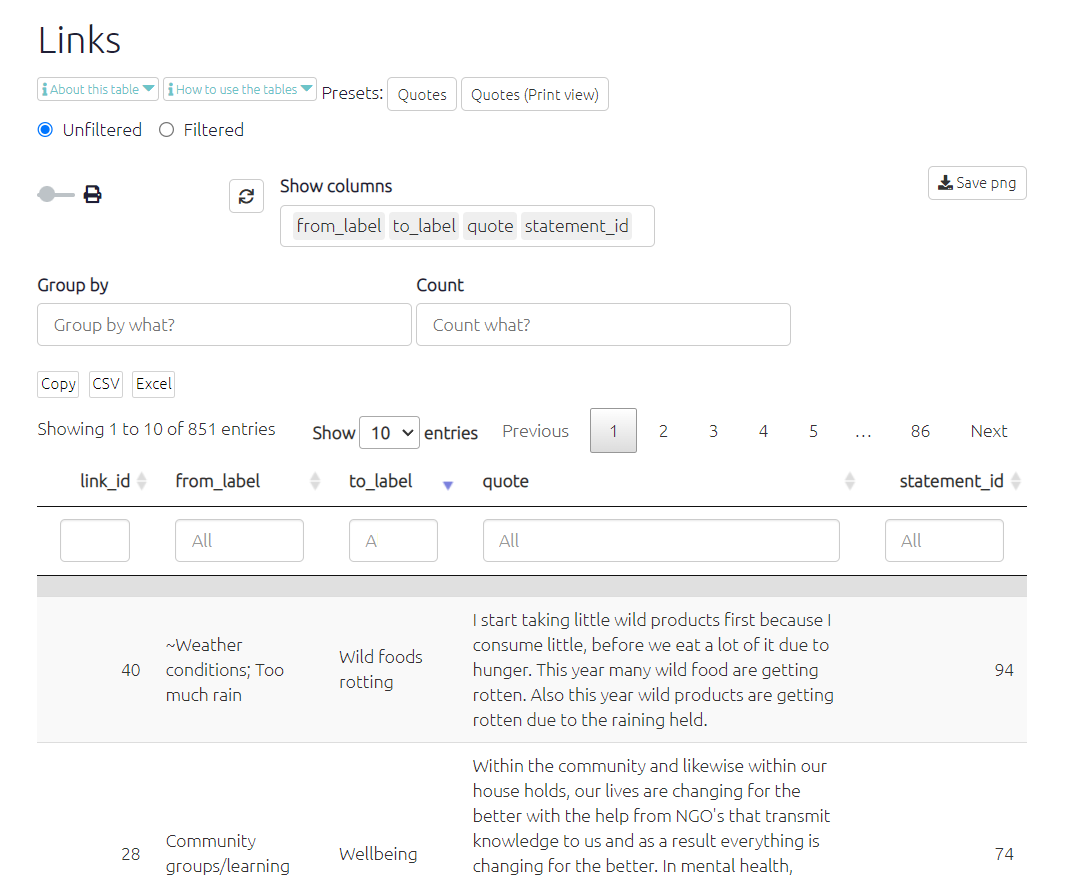 Links
About this table How to use the tables Presets: Quotes Quotes (Print view)
Unfiltered Filtered
Show columns
Save png
from_label to_label quote statement_id
Group by Count
Group by what? Count what?
Copy CSV Excel
Showing 1 to 10 of 851 entries Show 10 entries Previous 1 2 3 4 5 ... 86 Next
link_id from_label to_label quote statement_id
All A All All
40
~Weather
conditions; Too
much rain
Wild foods
rotting
I start taking little wild products first because I
consume little, before we eat a lot of it due to
hunger. This year many wild food are getting
rotten. Also this year wild products are getting
rotten due to the raining held.
94
28
Community
groups/learning
Wellbeing
Within the community and likewise within our
house holds, our lives are changing for the
better with the help from NGO's that transmit
knowledge to us and as a result everything is
changing for the better. In mental health,
74